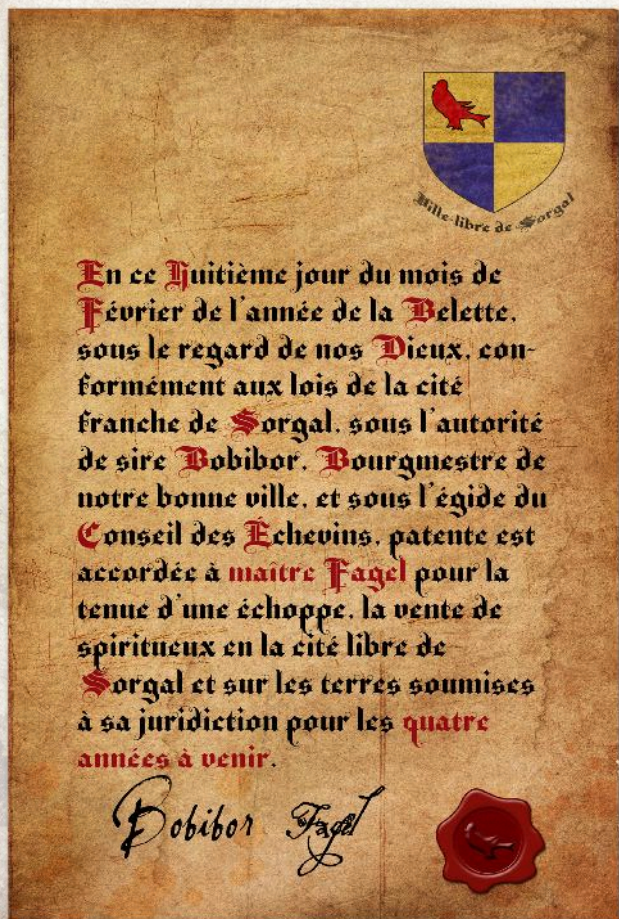 Ville-libre de Sorgal
En ce Huitième jour du mois de
Février de l'année de la Belette,
sous le regard de nos Dieux, con-
formément aux lois de la cité
franche de Sorgal, sous l'autorité
de sire Bobibor, Bourgmestre de
notre bonne ville, et sous l'égide du
Conseil des Échevins, patente est
accordée à maître Fagel pour la
tenue d'une échoppe, la vente de
spiritueux en la cité libre de
Sorgal et sur les terres soumises
à sa juridiction pour les quatre
années à venir.
Bobibor Fagel